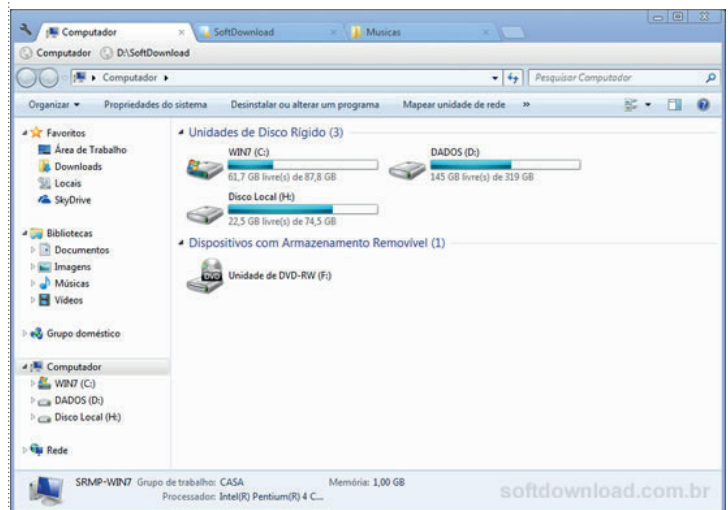 Computador
SoftDownload
Musicas
Computador D:\SoftDownload
Computador
Pesquisar Computador
Organizar Propriedades do sistema Desinstalar ou alterar um programa Mapear unidade de rede »
Favoritos
Área de Trabalho
Downloads
Locais
SkyDrive
Bibliotecas
Documentos
Imagens
Músicas
Vídeos
Grupo doméstico
Computador
WIN7 (C:)
DADOS (D:)
Disco Local (H:)
Rede
Unidades de Disco Rígido (3)
WIN7 (C:)
61,7 GB livre(s) de 87,8 GB
DADOS (D:)
145 GB livre(s) de 319 GB
Disco Local (H:)
22,5 GB livre(s) de 74,5 GB
Dispositivos com Armazenamento Removível (1)
DVD
Unidade de DVD-RW (F:)
SRMP-WIN7 Grupo de trabalho: CASA Memória: 1,00 GB
Processador: Intel(R) Pentium(R) 4 C...
softdownload.com.br